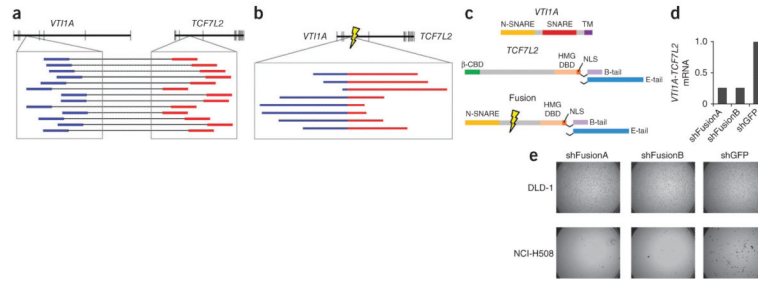 a
VTI1A TCF7L2
b
VTI1A TCF7L2
c
VTI1A
N-SNARE SNARE TM
TCF7L2
β-CBD HMG DBD NLS B-tail E-tail
Fusion
N-SNARE HMG DBD NLS B-tail E-tail
d
VTI1A-TCF7L2
mRNA
1.0
0.5
0
shFusionA shFusionB shGFP
e
shFusionA shFusionB shGFP
DLD-1
NCI-H508